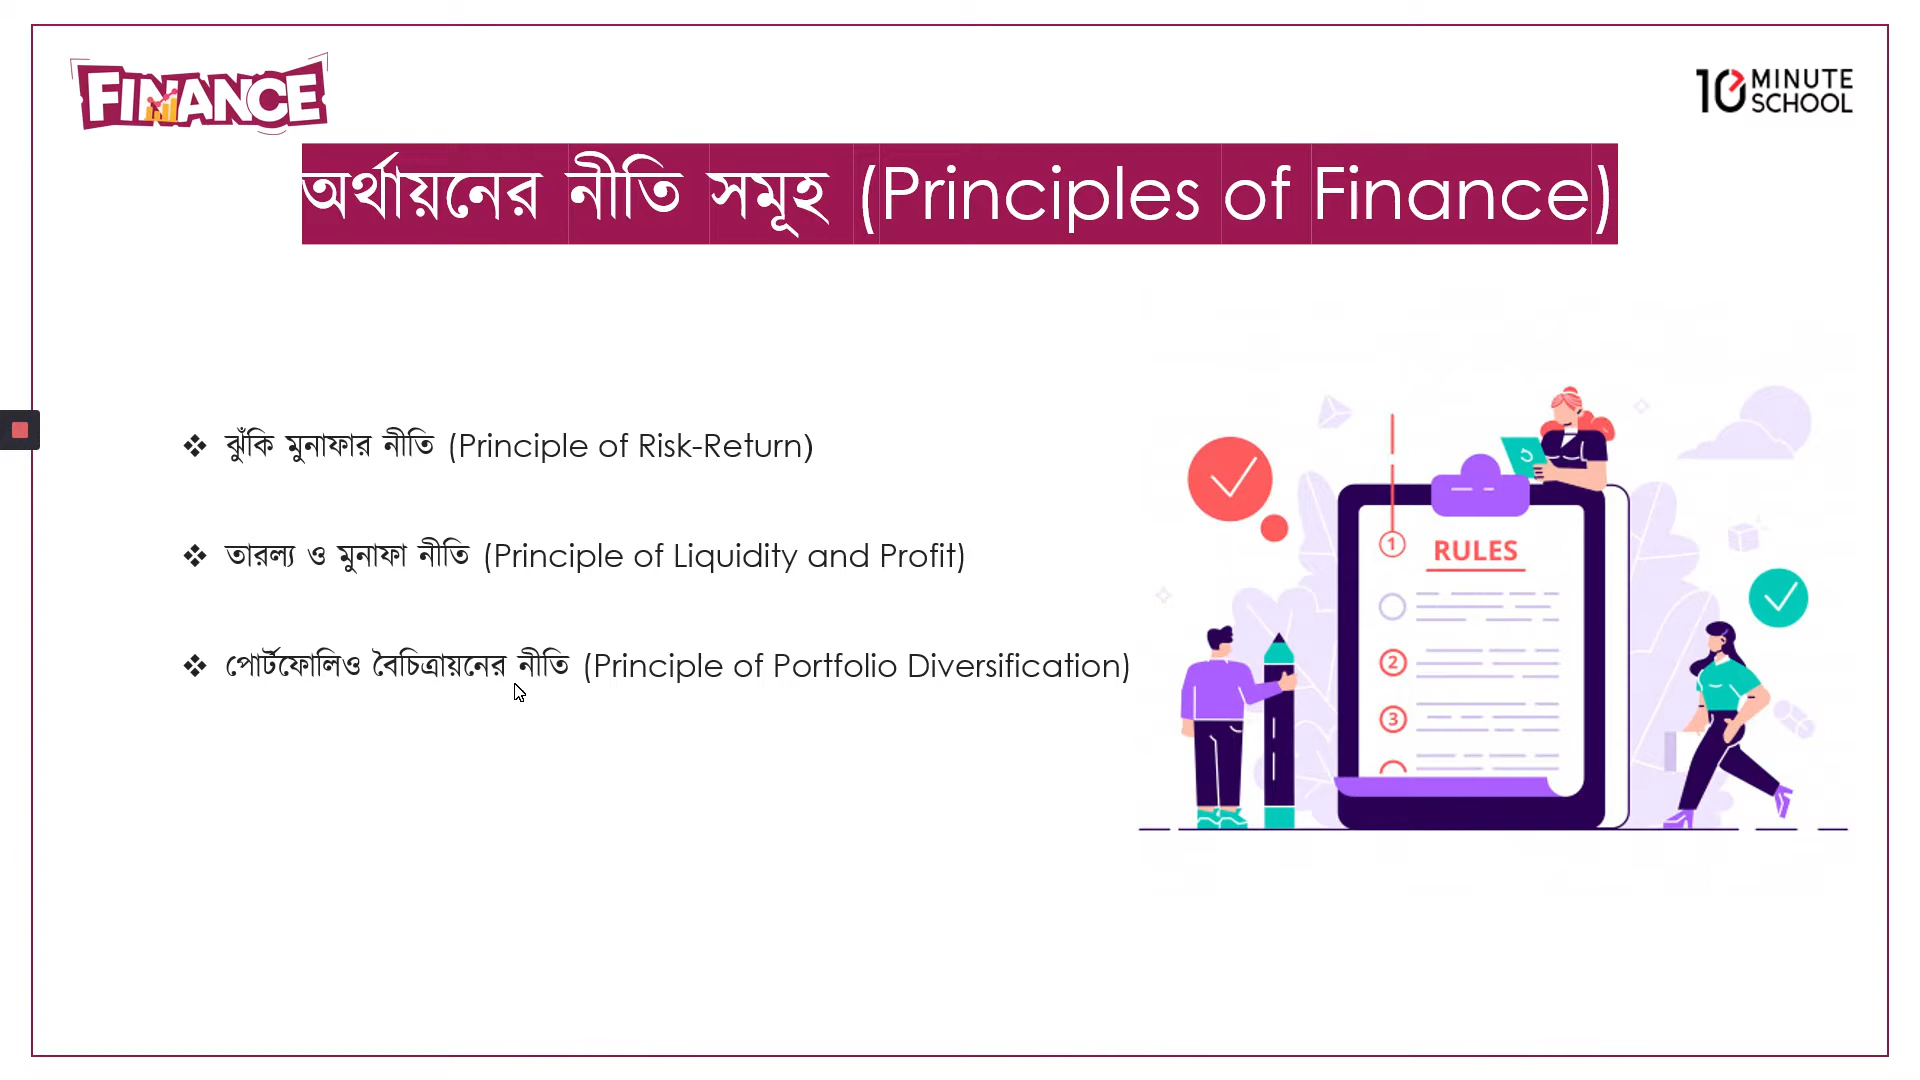 FINANCE
10 MINUTE SCHOOL
অর্থায়নের নীতি সমূহ (Principles of Finance)
❖ ঝুঁকি মুনাফার নীতি (Principle of Risk-Return)
❖ তারল্য ও মুনাফা নীতি (Principle of Liquidity and Profit)
❖ পোর্টফোলিও বৈচিত্রায়নের নীতি (Principle of Portfolio Diversification)
1 RULES
2
3